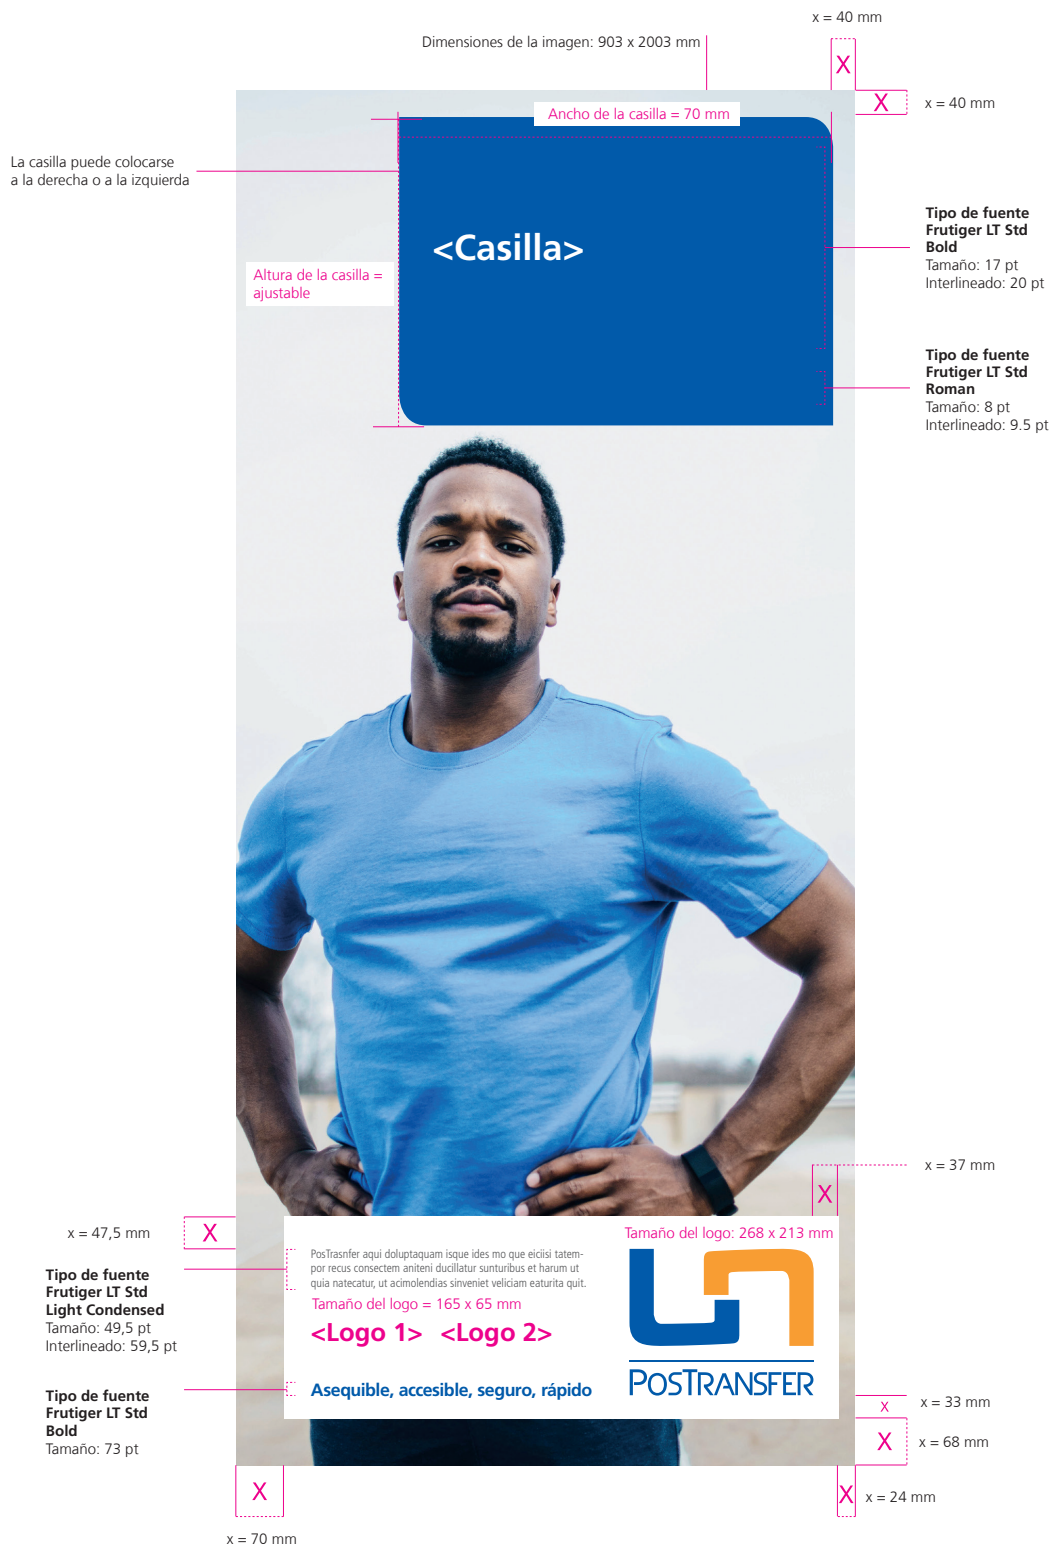 x = 40 mm
Dimensiones de la imagen: 903 x 2003 mm
X
X
x = 40 mm
Ancho de la casilla = 70 mm
La casilla puede colocarse
a la derecha o a la izquierda
Tipo de fuente
Frutiger LT Std
Bold
Tamaño: 17 pt
Interlineado: 20 pt
<Casilla>
Altura de la casilla =
ajustable
Tipo de fuente
Frutiger LT Std
Roman
Tamaño: 8 pt
Interlineado: 9.5 pt
x = 37 mm
X
x = 47,5 mm
X
Tamaño del logo: 268 x 213 mm
PosTrasnfer aqui doluptaquam isque ides mo que eiciisi tatem-
por recus consectem aniteni ducillatur sunturibus et harum ut
quia natecatur, ut acimolendias sinveniet veliciam eaturita quit.
Tipo de fuente
Frutiger LT Std
Light Condensed
Tamaño: 49,5 pt
Interlineado: 59,5 pt
Tamaño del logo = 165 x 65 mm
<Logo 1> <Logo 2>
POSTRANSFER
Asequible, accesible, seguro, rápido
Tipo de fuente
Frutiger LT Std
Bold
Tamaño: 73 pt
X
x = 33 mm
X
x = 68 mm
X
X
x = 24 mm
x = 70 mm